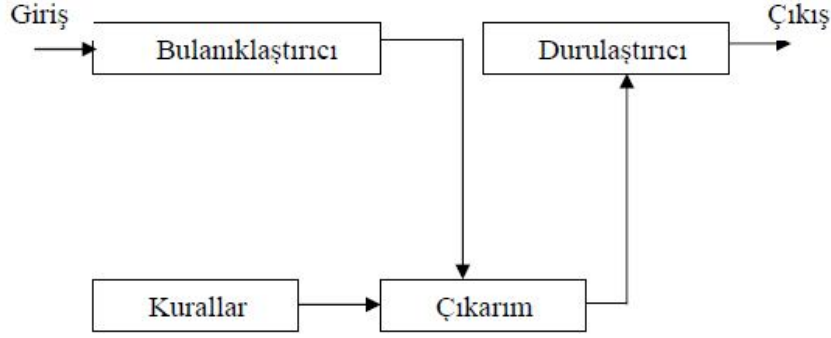 Giriş
Çıkış
Bulanıklaştırıcı
Durulaştırıcı
Kurallar
Çıkarım